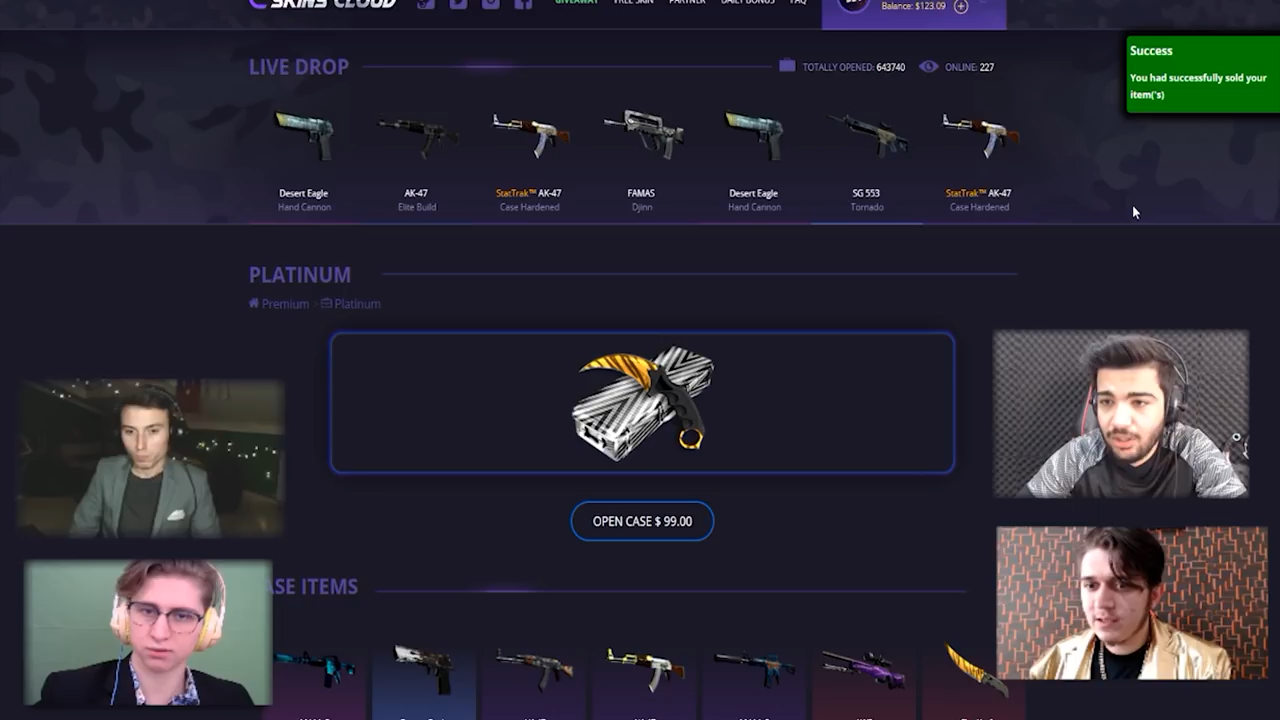 SKINS CLOUD
GIVEAWAY FREE SKIN PARTNER DAILY BONUS FAQ
Balance: $123.09
Success
You had successfully sold your
item('s)
LIVE DROP
TOTALLY OPENED: 643740 ONLINE: 227
Desert Eagle AK-47 StatTrak™ AK-47 FAMAS Desert Eagle SG 553 StatTrak™ AK-47
Hand Cannon Elite Build Case Hardened Djinn Hand Cannon Tornado Case Hardened
PLATINUM
Premium > Platinum
OPEN CASE $ 99.00
ASE ITEMS